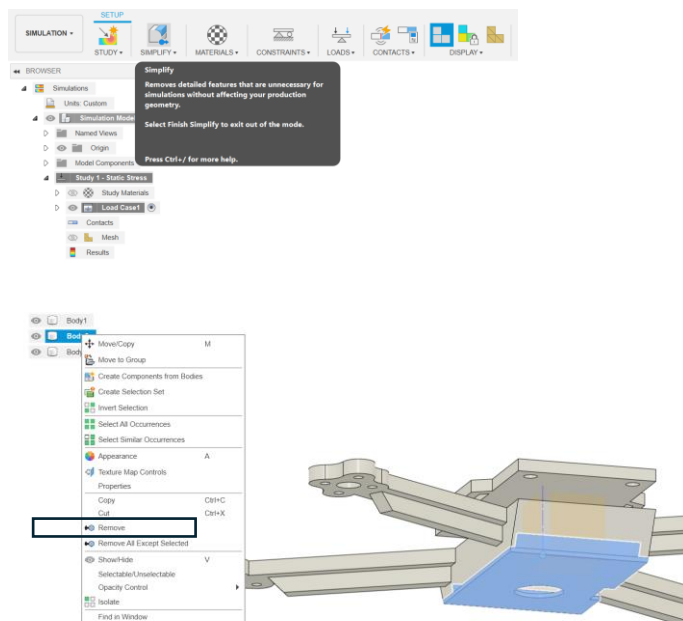 SETUP
SIMULATION
STUDY
SIMPLIFY
MATERIALS
CONSTRAINTS
LOADS
CONTACTS
DISPLAY
BROWSER
Simulations
Units: Custom
Simulation Mode
Named Views
Origin
Model Components
Study 1 - Static Stress
Study Materials
Load Case1
Contacts
Mesh
Results
Simplify
Removes detailed features that are unnecessary for
simulations without affecting your production
geometry.
Select Finish Simplify to exit out of the mode.
Press Ctrl+/ for more help.
Body1
Bod
Body
Move/Copy M
Move to Group
Create Components from Bodies
Create Selection Set
Invert Selection
Select All Occurrences
Select Similar Occurrences
Appearance A
Texture Map Controls
Properties
Copy Ctrl+C
Cut Ctrl+X
Remove
Remove All Except Selected
Show/Hide V
Selectable/Unselectable
Opacity Control
Isolate
Find in Window